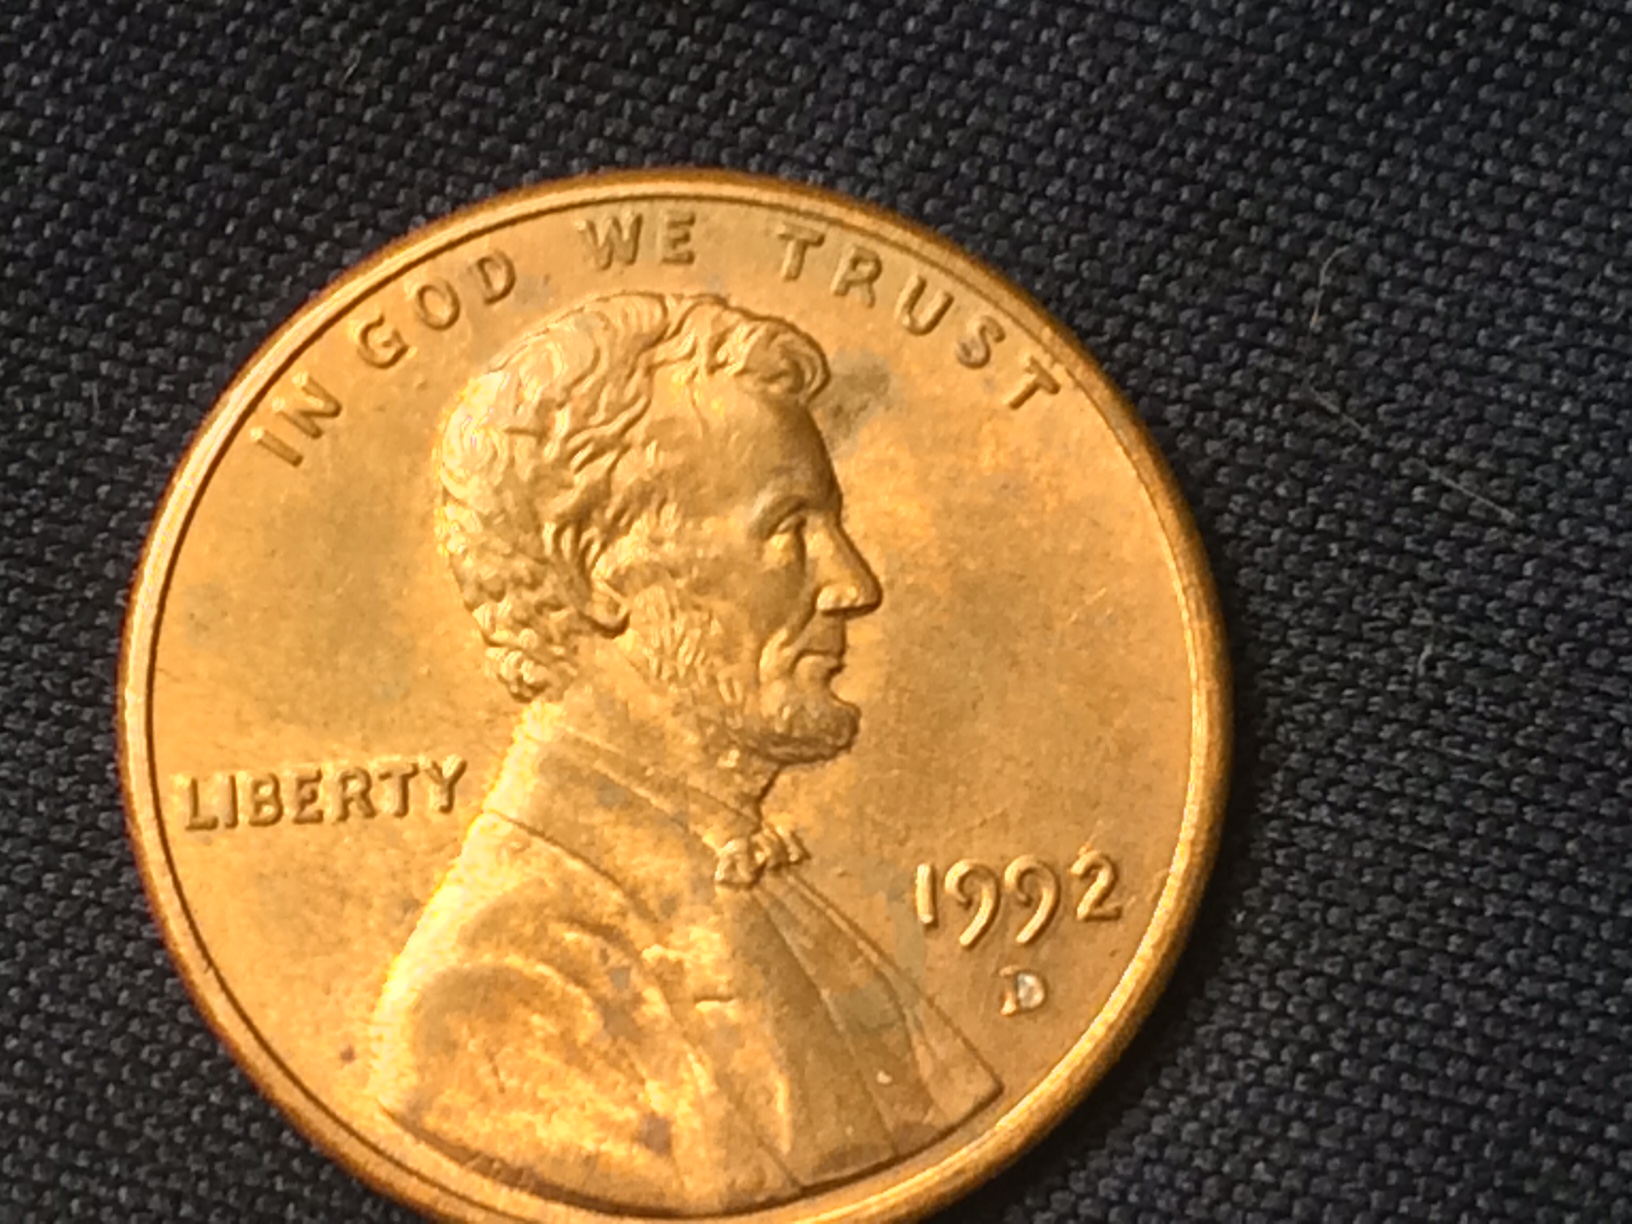 IN GOD WE TRUST
LIBERTY
1992
D